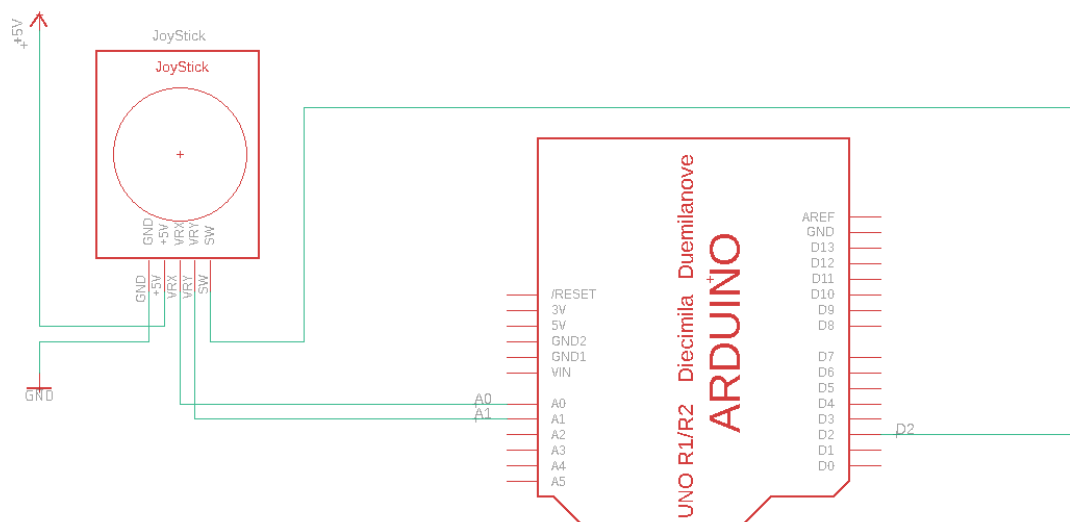 +5V
JoyStick
JoyStick
GND
+5V
VRX
VRY
SW
GND
+5V
VRX
VRY
SW
GND
A0
A1
/RESET
3V
5V
GND2
GND1
VIN
A0
A1
A2
A3
A4
A5
UNO R1/R2 Diecimila Duemilanove
ARDUINO
AREF
GND
D13
D12
D11
D10
D9
D8
D7
D6
D5
D4
D3
D2
D1
D0
D2